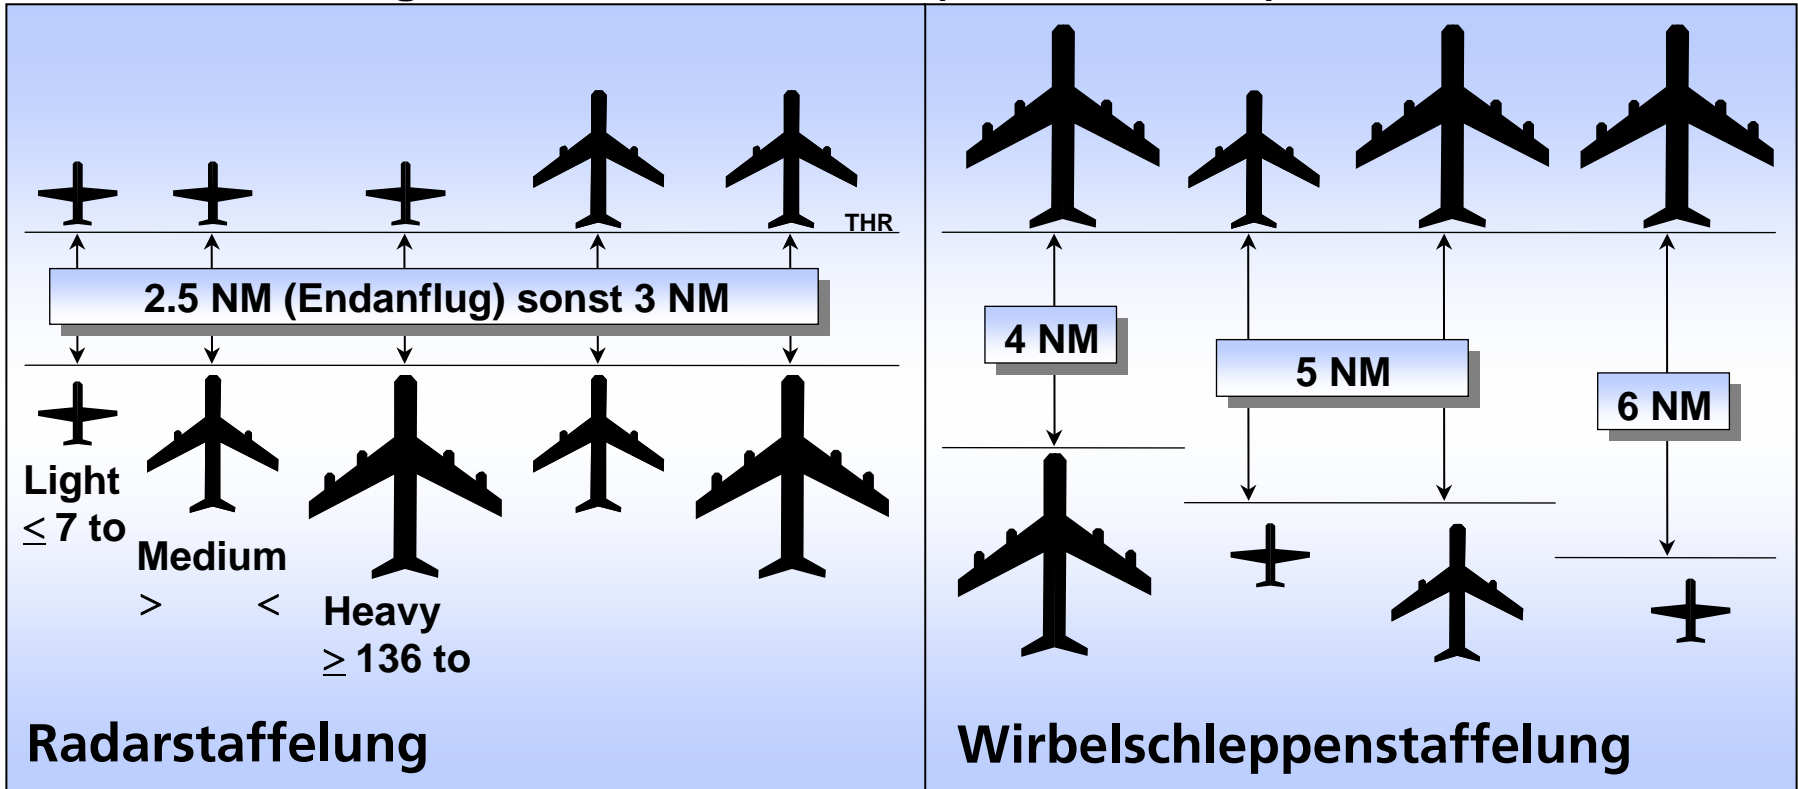 THR
2.5 NM (Endanflug) sonst 3 NM
Light
≤ 7 to
Medium
> <
Heavy
≥ 136 to
Radarstaffelung
4 NM
5 NM
6 NM
Wirbelschleppenstaffelung